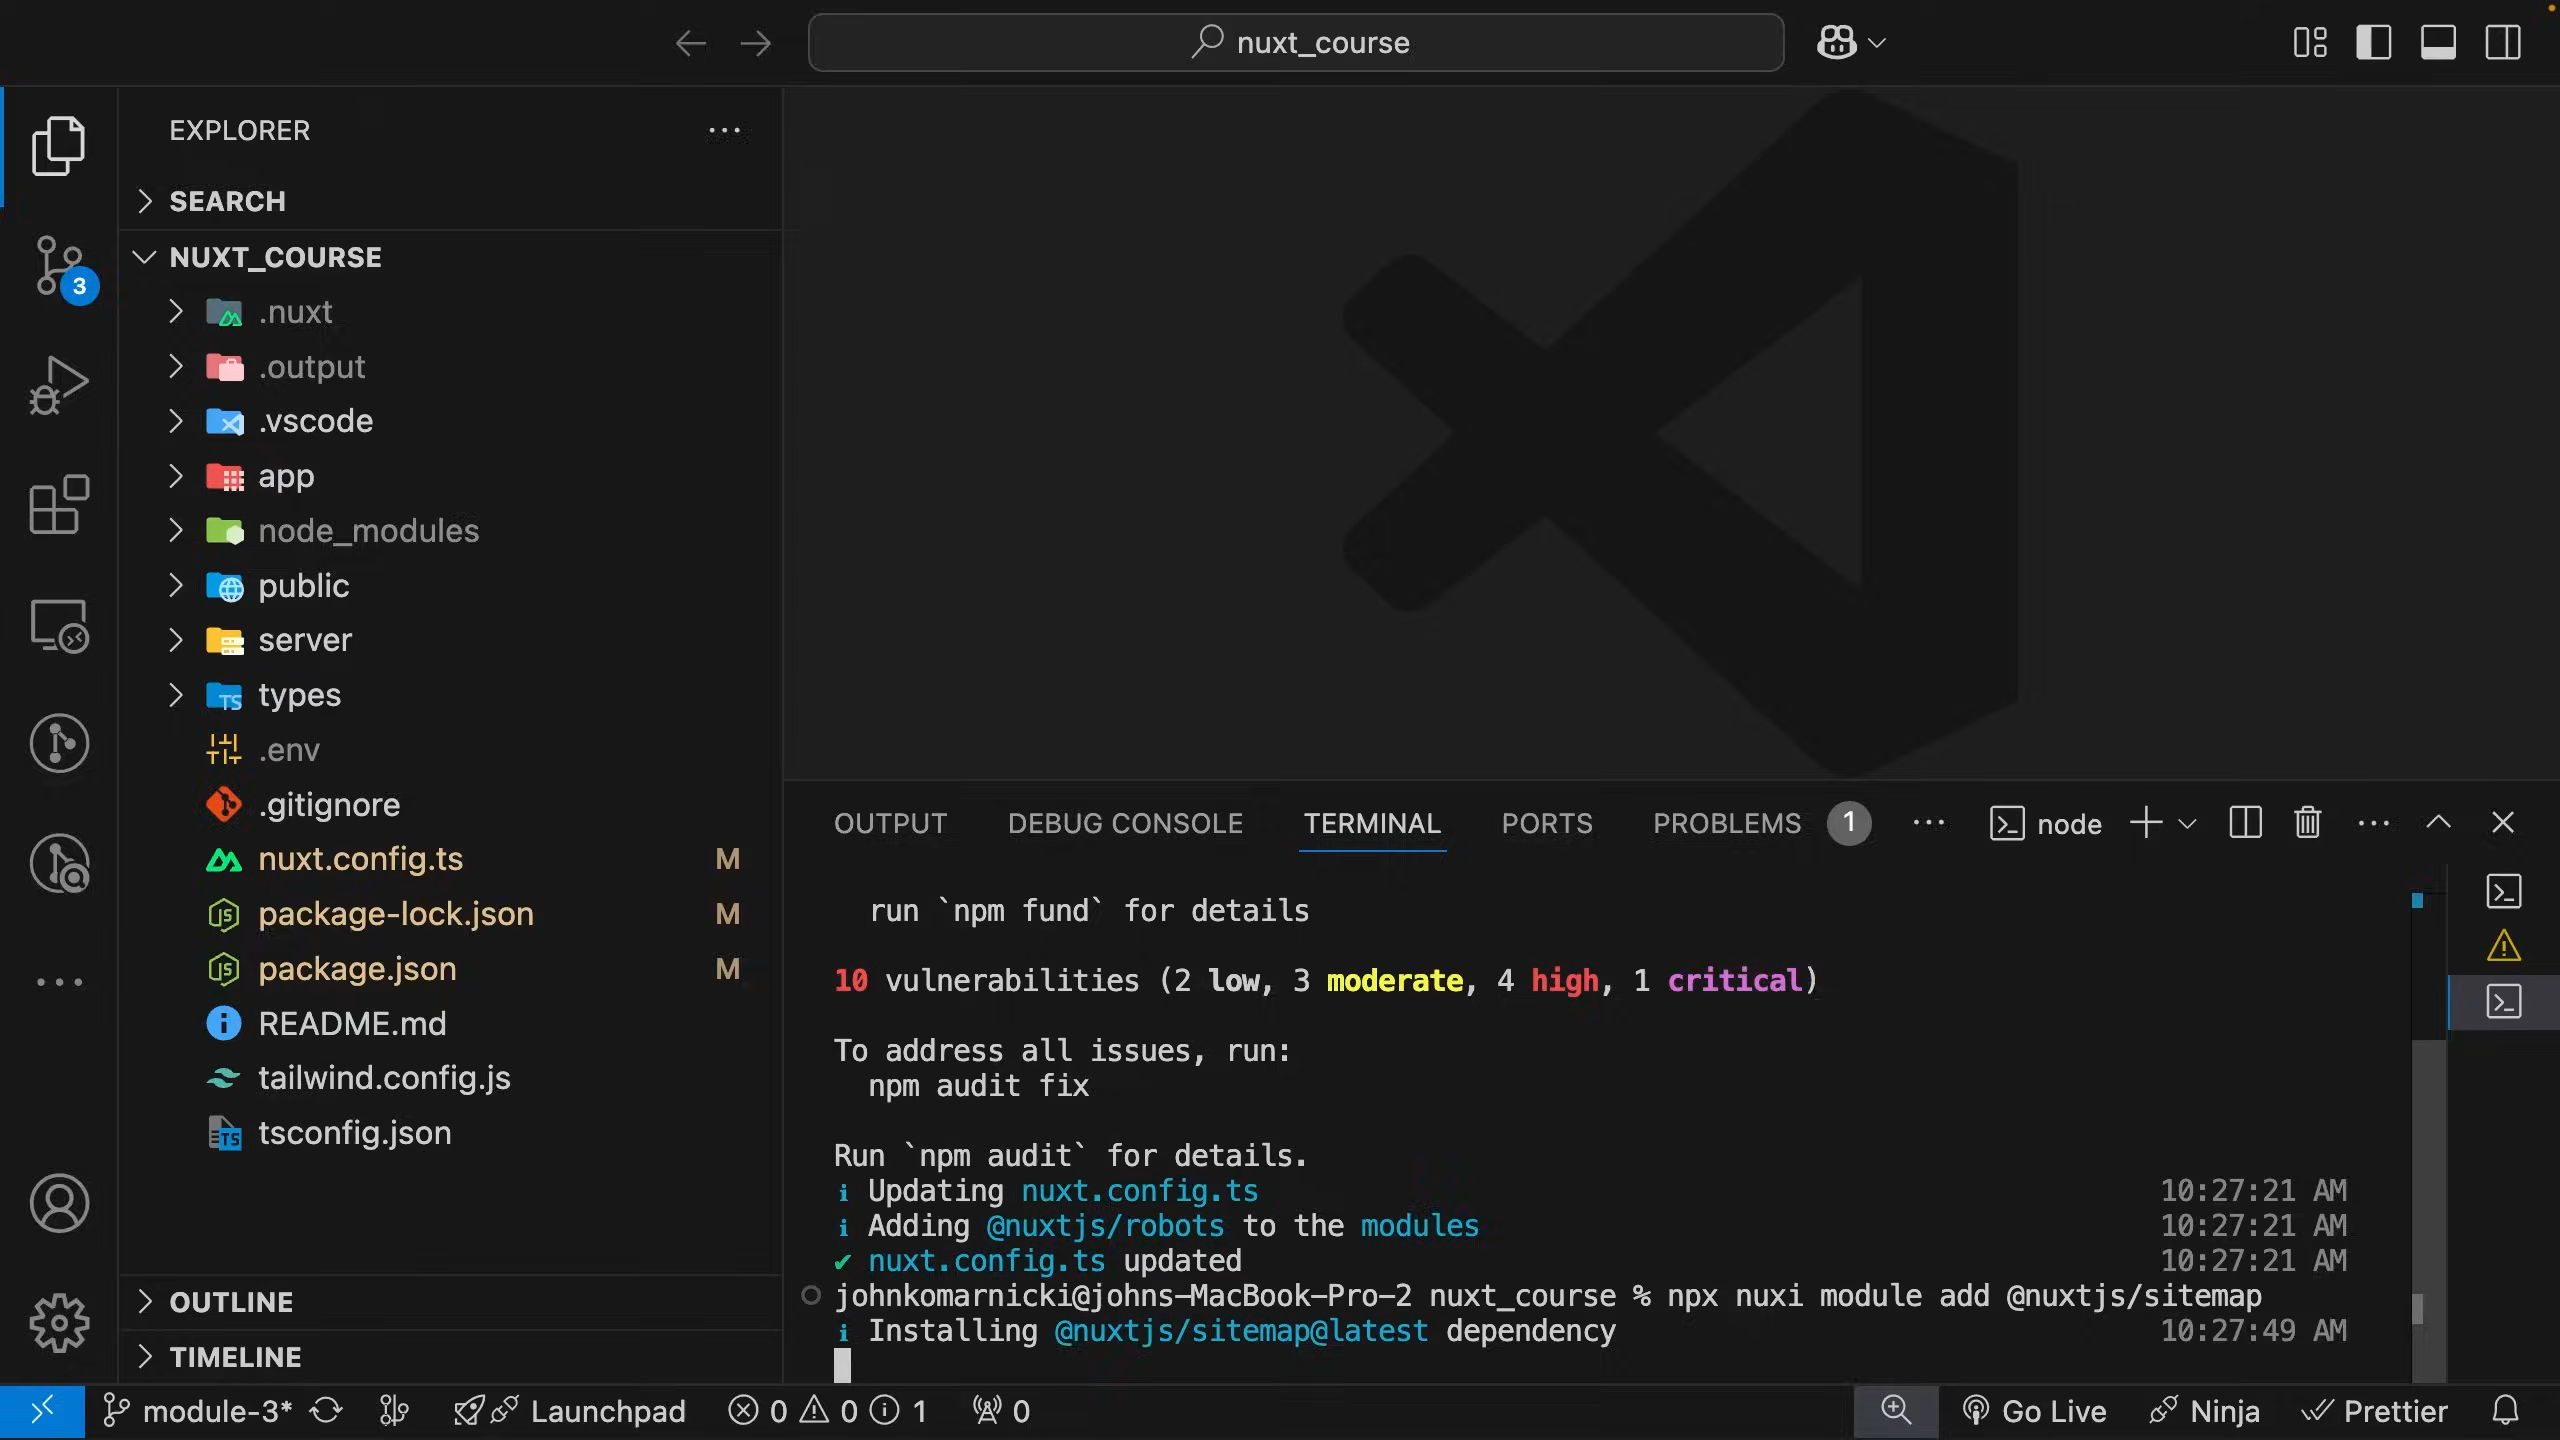 nuxt_course
EXPLORER
SEARCH
NUXT_COURSE
3
.nuxt
.output
.vscode
app
node_modules
public
server
types
.env
.gitignore
nuxt.config.ts M
package-lock.json M
package.json M
README.md
tailwind.config.js
tsconfig.json
OUTLINE
TIMELINE
OUTPUT DEBUG CONSOLE TERMINAL PORTS PROBLEMS 1 node
run `npm fund` for details
10 vulnerabilities (2 low, 3 moderate, 4 high, 1 critical)
To address all issues, run:
npm audit fix
Run `npm audit` for details.
ℹ Updating nuxt.config.ts 10:27:21 AM
ℹ Adding @nuxtjs/robots to the modules 10:27:21 AM
✔ nuxt.config.ts updated 10:27:21 AM
johnkomarnicki@johns-MacBook-Pro-2 nuxt_course % npx nuxi module add @nuxtjs/sitemap
ℹ Installing @nuxtjs/sitemap@latest dependency 10:27:49 AM
module-3* Launchpad 0 0 1 0 Go Live Ninja Prettier